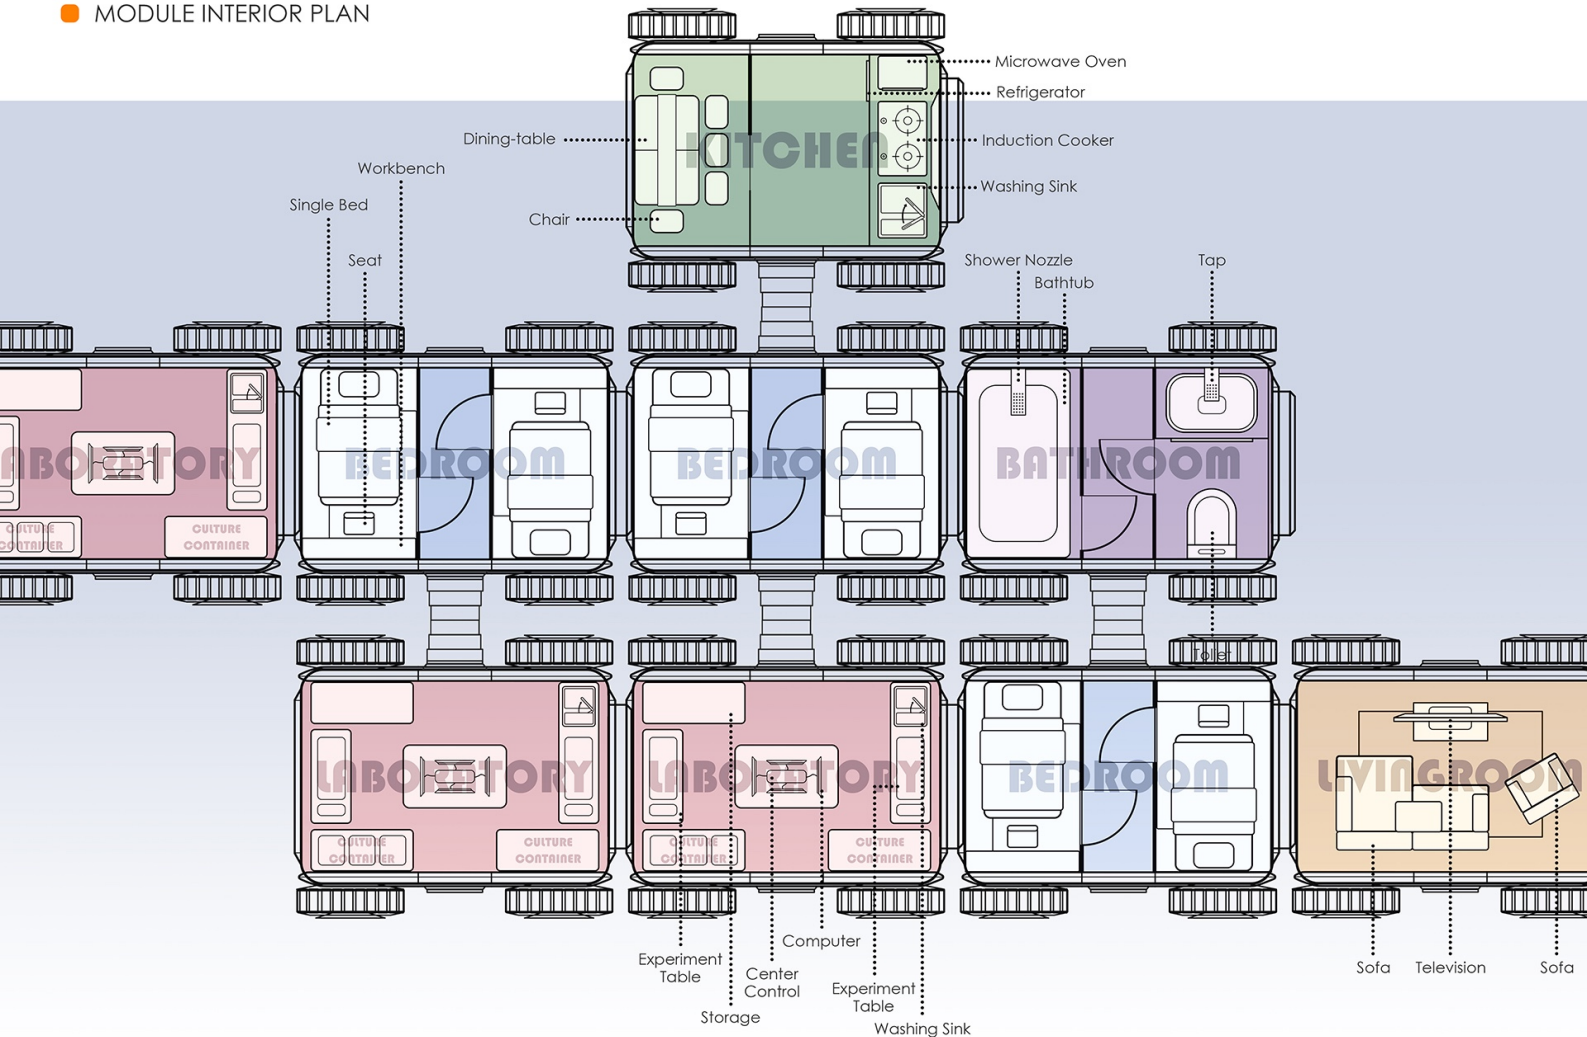 MODULE INTERIOR PLAN
Microwave Oven
Refrigerator
Dining-table
KITCHEN
Induction Cooker
Workbench
Washing Sink
Single Bed
Chair
Seat
Shower Nozzle
Tap
Bathtub
ABORATORY
BEDROOM
BEDROOM
BATHROOM
CULTURE
CONTAINER
CULTURE
CONTAINER
Toilet
LABORATORY
LABORATORY
BEDROOM
LIVINGROOM
CULTURE
CONTAINER
CULTURE
CONTAINER
CULTURE
CONTAINER
CULTURE
CONTAINER
Computer
Experiment
Table
Center
Control
Sofa
Television
Sofa
Experiment
Table
Storage
Washing Sink